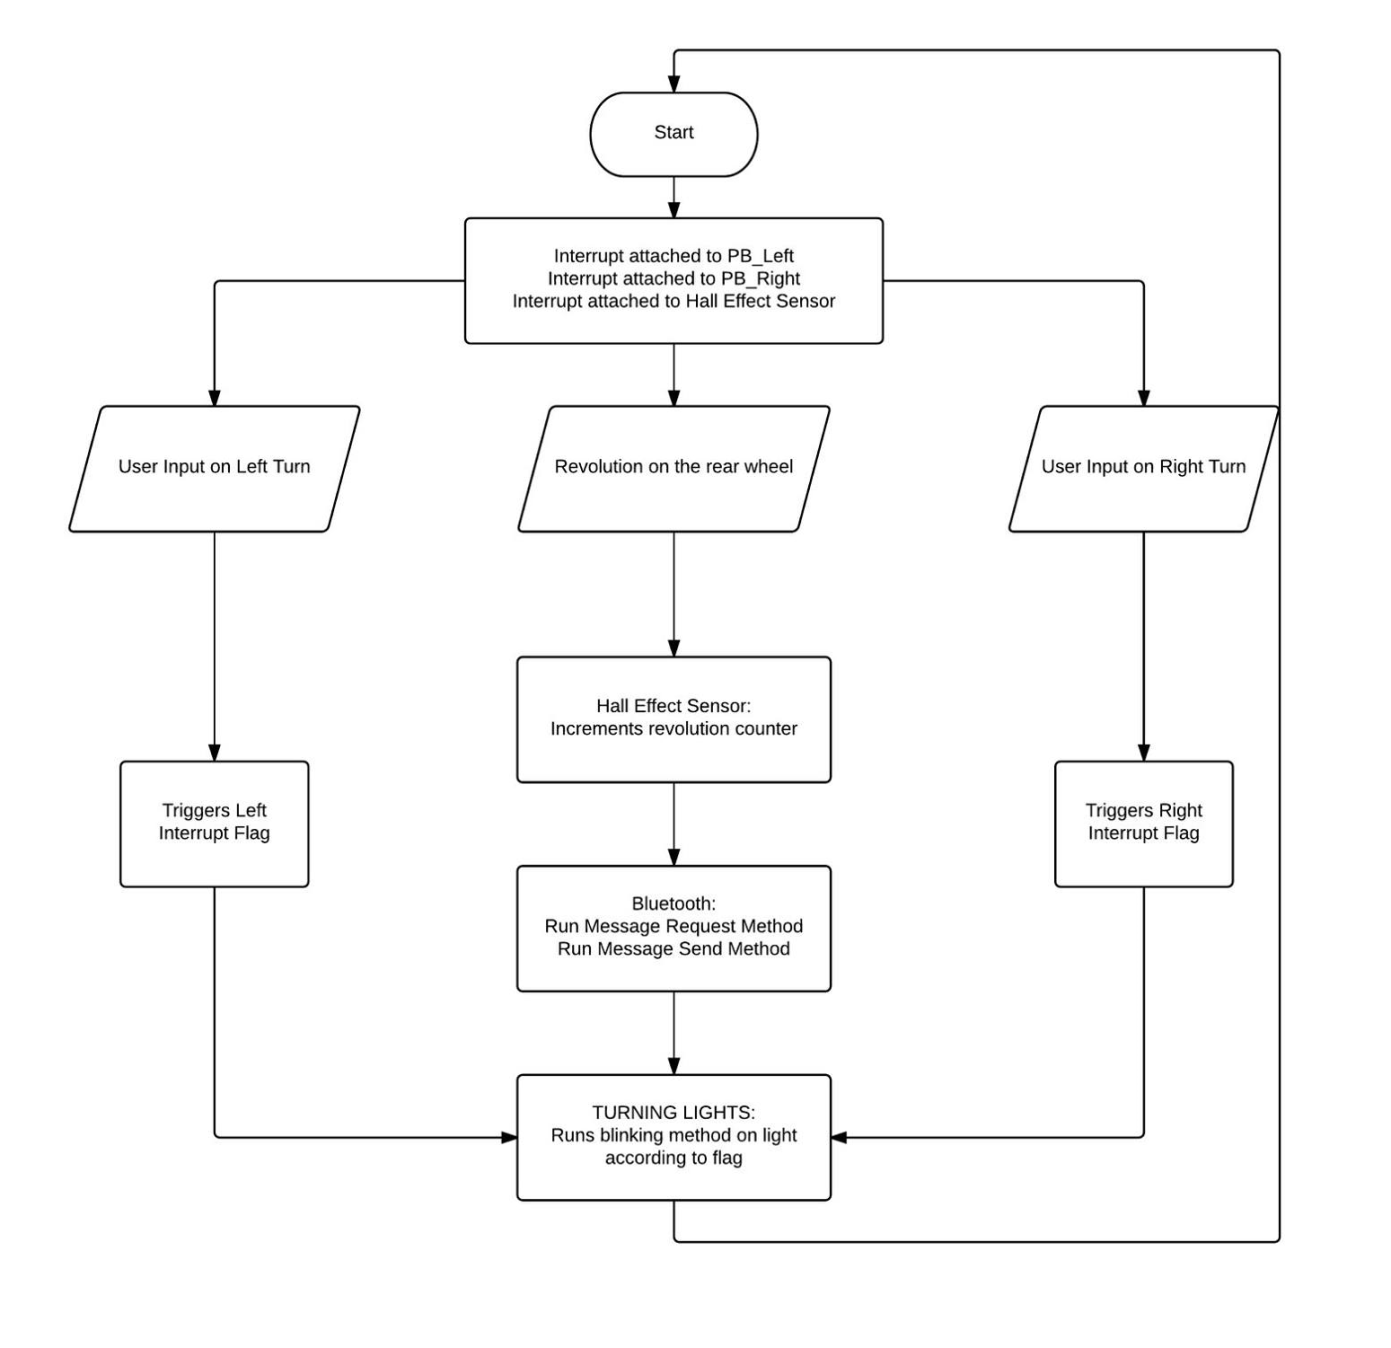 Start
Interrupt attached to PB_Left
Interrupt attached to PB_Right
Interrupt attached to Hall Effect Sensor
User Input on Left Turn
Revolution on the rear wheel
User Input on Right Turn
Hall Effect Sensor:
Increments revolution counter
Triggers Left
Interrupt Flag
Triggers Right
Interrupt Flag
Bluetooth:
Run Message Request Method
Run Message Send Method
TURNING LIGHTS:
Runs blinking method on light
according to flag